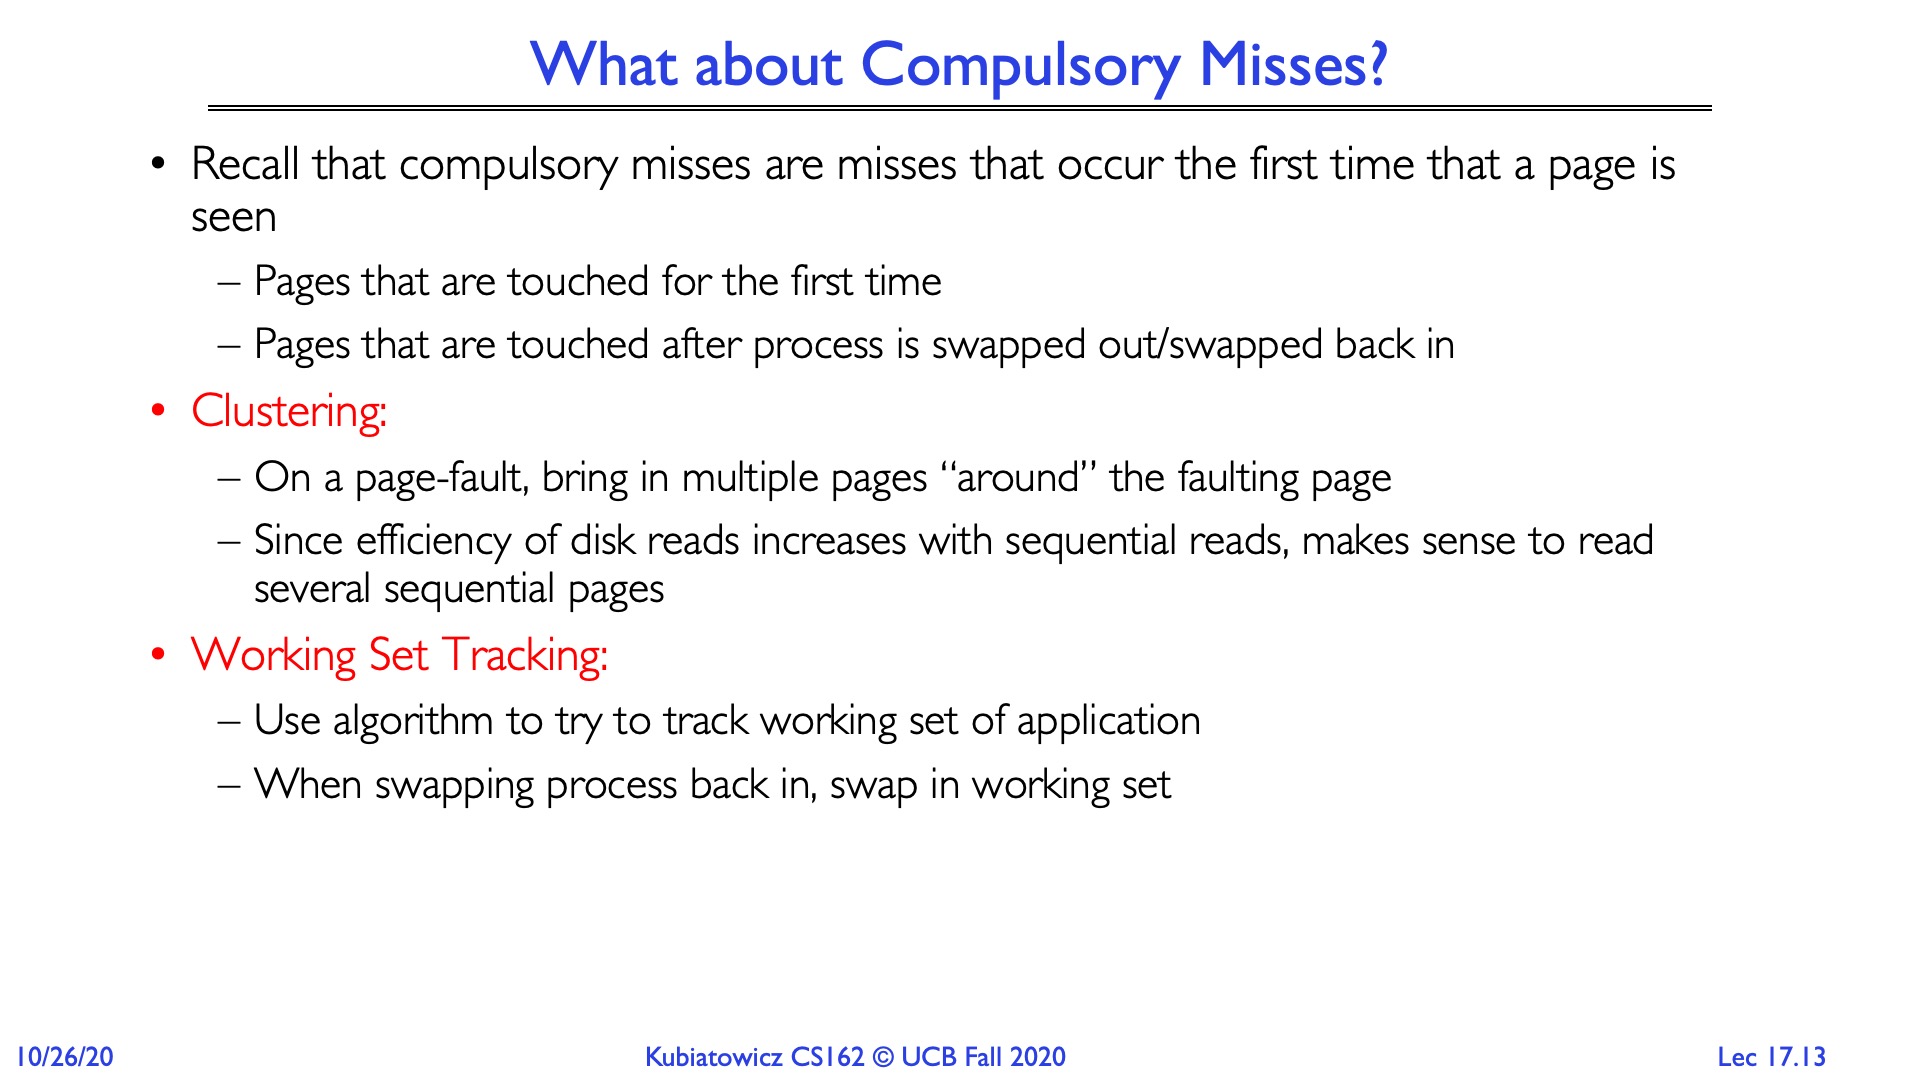 What about Compulsory Misses?
• Recall that compulsory misses are misses that occur the first time that a page is
seen
– Pages that are touched for the first time
– Pages that are touched after process is swapped out/swapped back in
• Clustering:
– On a page-fault, bring in multiple pages “around” the faulting page
– Since efficiency of disk reads increases with sequential reads, makes sense to read
several sequential pages
• Working Set Tracking:
– Use algorithm to try to track working set of application
– When swapping process back in, swap in working set
10/26/20
Kubiatowicz CS162 © UCB Fall 2020
Lec 17.13